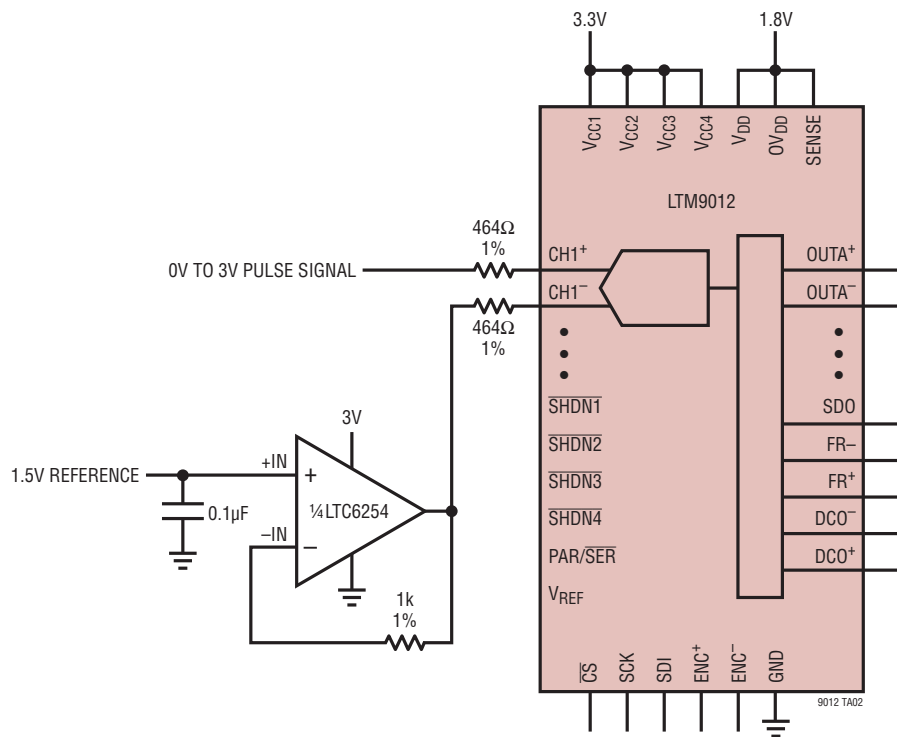 3.3V
1.8V
VCC1
VCC2
VCC3
VCC4
VDD
OVDD
SENSE
LTM9012
464Ω
1%
0V TO 3V PULSE SIGNAL
CH1+
CH1−
464Ω
1%
OUTA+
OUTA−
SHDN1
SHDN2
SHDN3
SHDN4
PAR/SER
VREF
SDO
FR−
FR+
DCO−
DCO+
3V
1.5V REFERENCE
+IN
+
0.1µF
¼LTC6254
−IN
−
1k
1%
CS
SCK
SDI
ENC+
ENC−
GND
9012 TA02